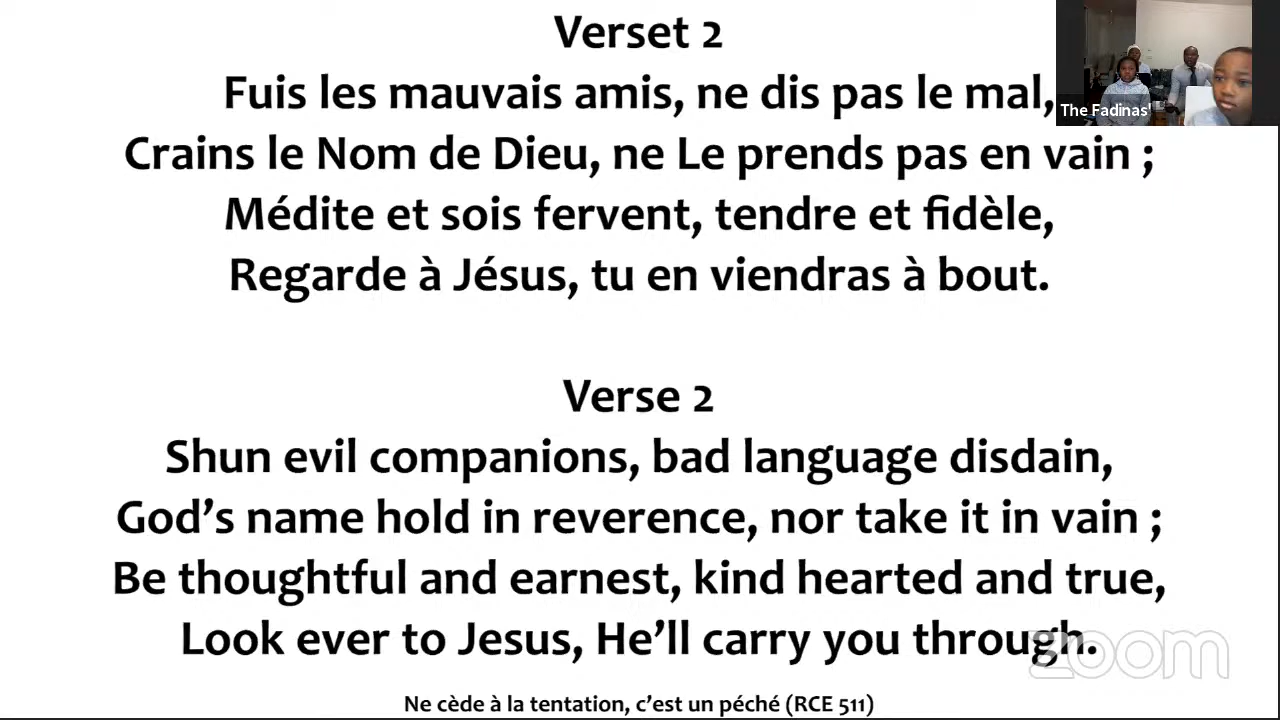 Verset 2
Fuis les mauvais amis, ne dis pas le mal,
Crains le Nom de Dieu, ne Le prends pas en vain ;
Médite et sois fervent, tendre et fidèle,
Regarde à Jésus, tu en viendras à bout.
Verse 2
Shun evil companions, bad language disdain,
God’s name hold in reverence, nor take it in vain ;
Be thoughtful and earnest, kind hearted and true,
Look ever to Jesus, He’ll carry you through.
Ne cède à la tentation, c’est un péché (RCE 511)
The Fadinas'
zoom